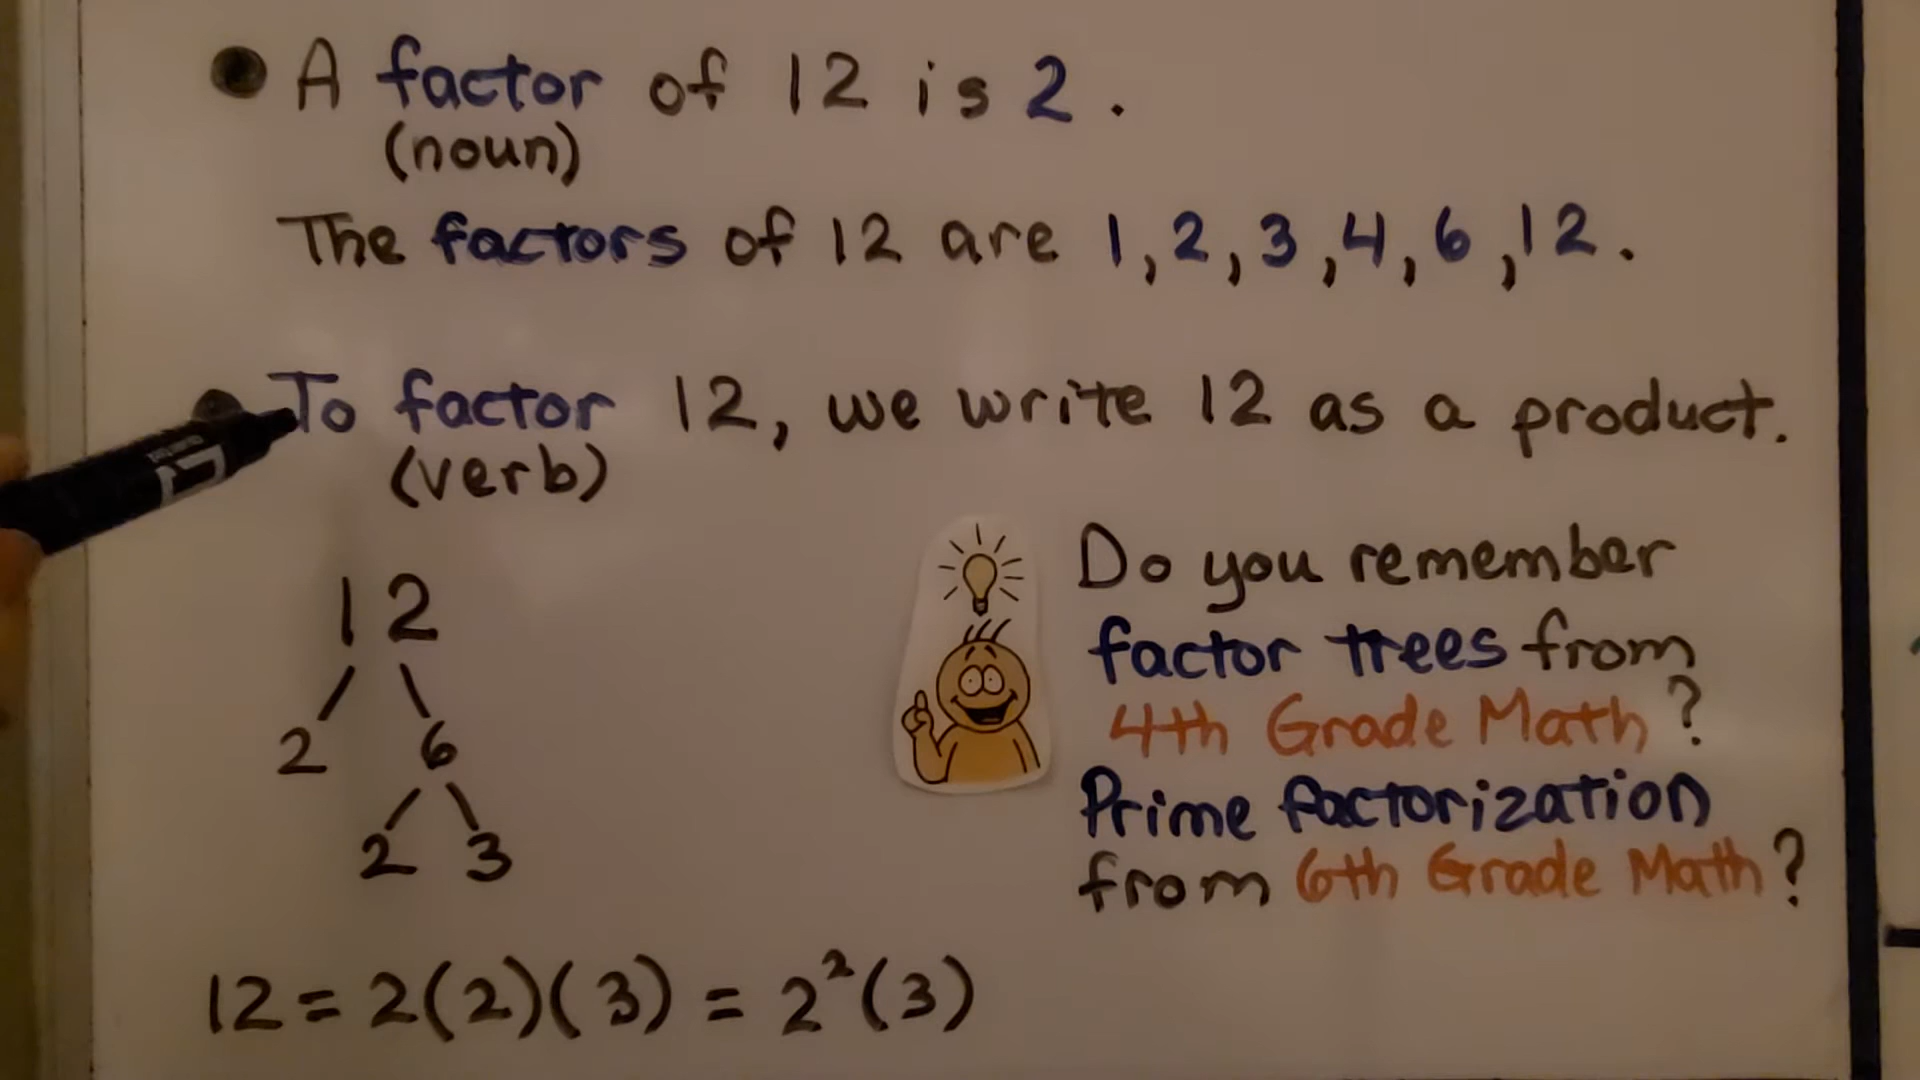 A factor of 12 is 2.
(noun)
The factors of 12 are 1, 2, 3, 4, 6, 12.
To factor 12, we write 12 as a product.
(verb)
12
2 6
2 3
12 = 2(2)(3) = 2²(3)
Do you remember
factor trees from
4th Grade Math?
Prime factorization
from 6th Grade Math?